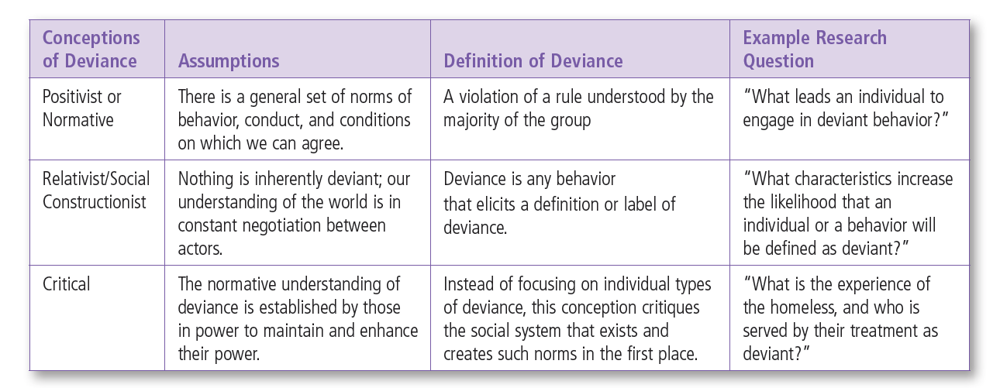 Conceptions
of Deviance
Assumptions
Definition of Deviance
Example Research
Question
Positivist or
Normative
There is a general set of norms of
behavior, conduct, and conditions
on which we can agree.
A violation of a rule understood by the
majority of the group
“What leads an individual to
engage in deviant behavior?”
Relativist/Social
Constructionist
Nothing is inherently deviant; our
understanding of the world is in
constant negotiation between
actors.
Deviance is any behavior
that elicits a definition or label of
deviance.
“What characteristics increase
the likelihood that an
individual or a behavior will
be defined as deviant?”
Critical
The normative understanding of
deviance is established by those
in power to maintain and enhance
their power.
Instead of focusing on individual types
of deviance, this conception critiques
the social system that exists and
creates such norms in the first place.
“What is the experience of
the homeless, and who is
served by their treatment as
deviant?”